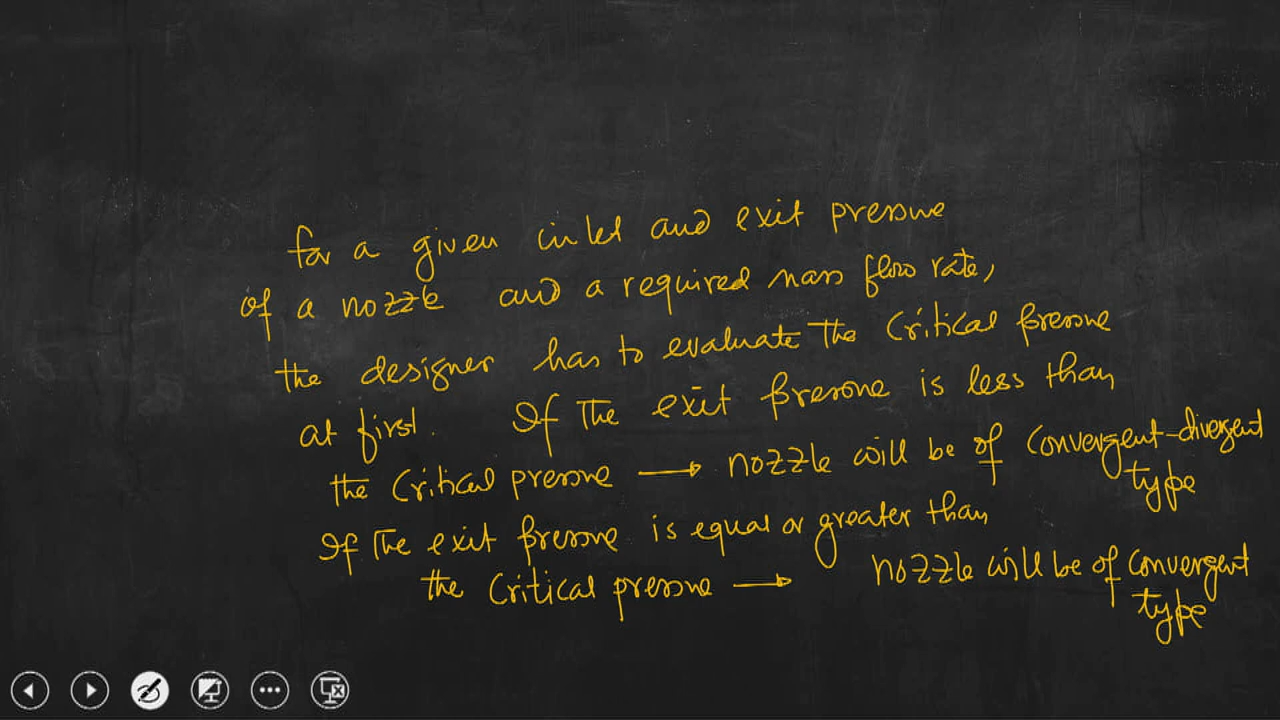 for a given inlet and exit pressure
of a nozzle and a required mass flow rate,
the designer has to evaluate the critical pressure
at first. If the exit pressure is less than
the critical pressure → nozzle will be of convergent-divergent
type
If the exit pressure is equal or greater than
the critical pressure → nozzle will be of convergent
type